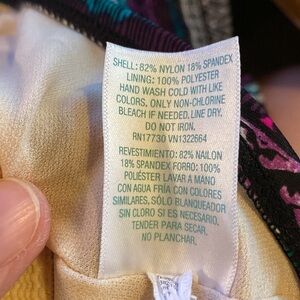 SHELL: 82% NYLON 18% SPANDEX
LINING: 100% POLYESTER
HAND WASH COLD WITH LIKE
COLORS. ONLY NON-CHLORINE
BLEACH IF NEEDED. LINE DRY.
DO NOT IRON.
RN17730 VN1322664
REVESTIMIENTO: 82% NAILON
18% SPANDEX FORRO: 100%
POLIÉSTER LAVAR A MANO
CON AGUA FRÍA CON COLORES
SIMILARES, SÓLO BLANQUEADOR
SIN CLORO SI ES NECESARIO.
TENDER PARA SECAR.
NO PLANCHAR.